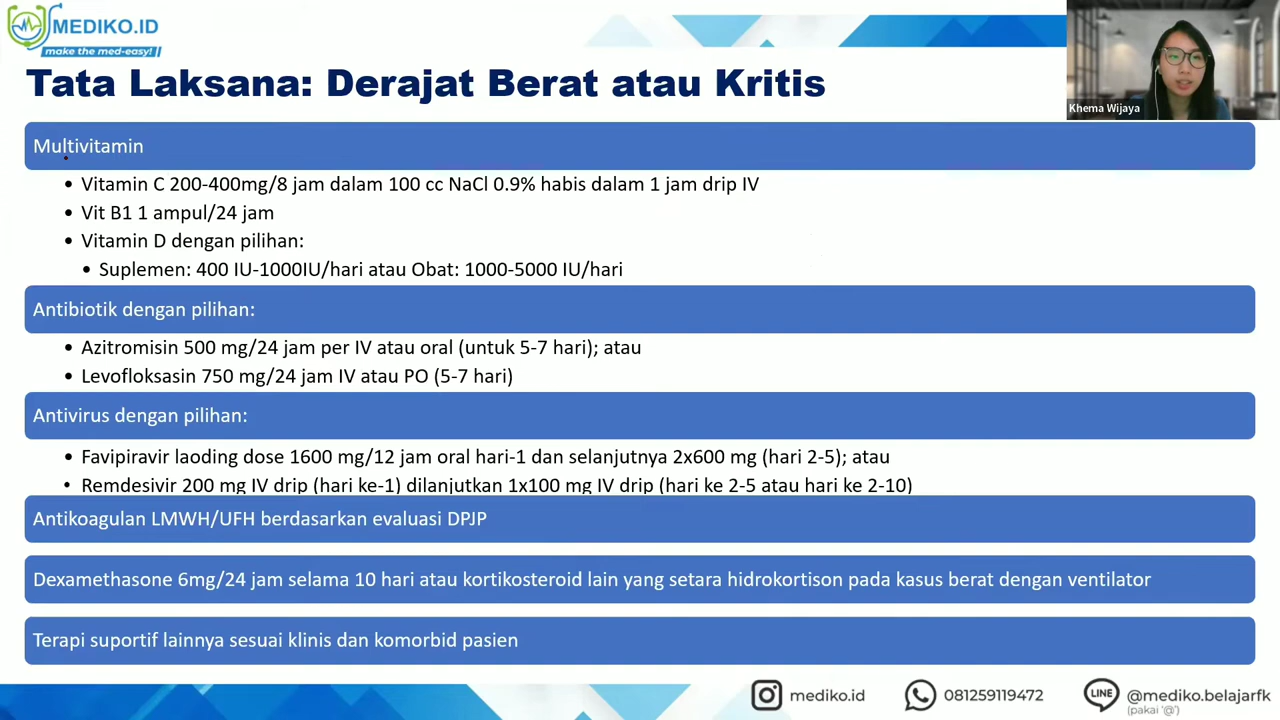 MEDIKO.ID
make the med-easy!
Tata Laksana: Derajat Berat atau Kritis
Khema Wijaya
Multivitamin
• Vitamin C 200-400mg/8 jam dalam 100 cc NaCl 0.9% habis dalam 1 jam drip IV
• Vit B1 1 ampul/24 jam
• Vitamin D dengan pilihan:
• Suplemen: 400 IU-1000IU/hari atau Obat: 1000-5000 IU/hari
Antibiotik dengan pilihan:
• Azitromisin 500 mg/24 jam per IV atau oral (untuk 5-7 hari); atau
• Levofloksasin 750 mg/24 jam IV atau PO (5-7 hari)
Antivirus dengan pilihan:
• Favipiravir laoding dose 1600 mg/12 jam oral hari-1 dan selanjutnya 2x600 mg (hari 2-5); atau
• Remdesivir 200 mg IV drip (hari ke-1) dilanjutkan 1x100 mg IV drip (hari ke 2-5 atau hari ke 2-10)
Antikoagulan LMWH/UFH berdasarkan evaluasi DPJP
Dexamethasone 6mg/24 jam selama 10 hari atau kortikosteroid lain yang setara hidrokortison pada kasus berat dengan ventilator
Terapi suportif lainnya sesuai klinis dan komorbid pasien
mediko.id
081259119472
LINE
@mediko.belajarfk
(pakai '@')